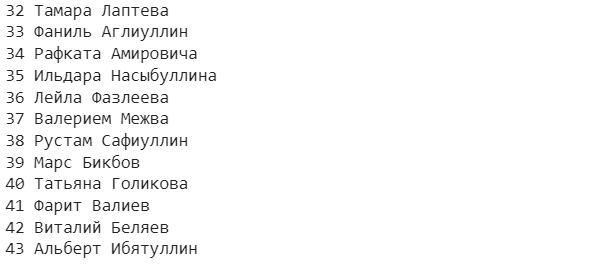 32 Тамара Лаптева
33 Фаниль Аглиуллин
34 Рафката Амировича
35 Ильдара Насыбуллина
36 Лейла Фазлеева
37 Валерием Межва
38 Рустам Сафиуллин
39 Марс Бикбов
40 Татьяна Голикова
41 Фарит Валиев
42 Виталий Беляев
43 Альберт Ибятуллин